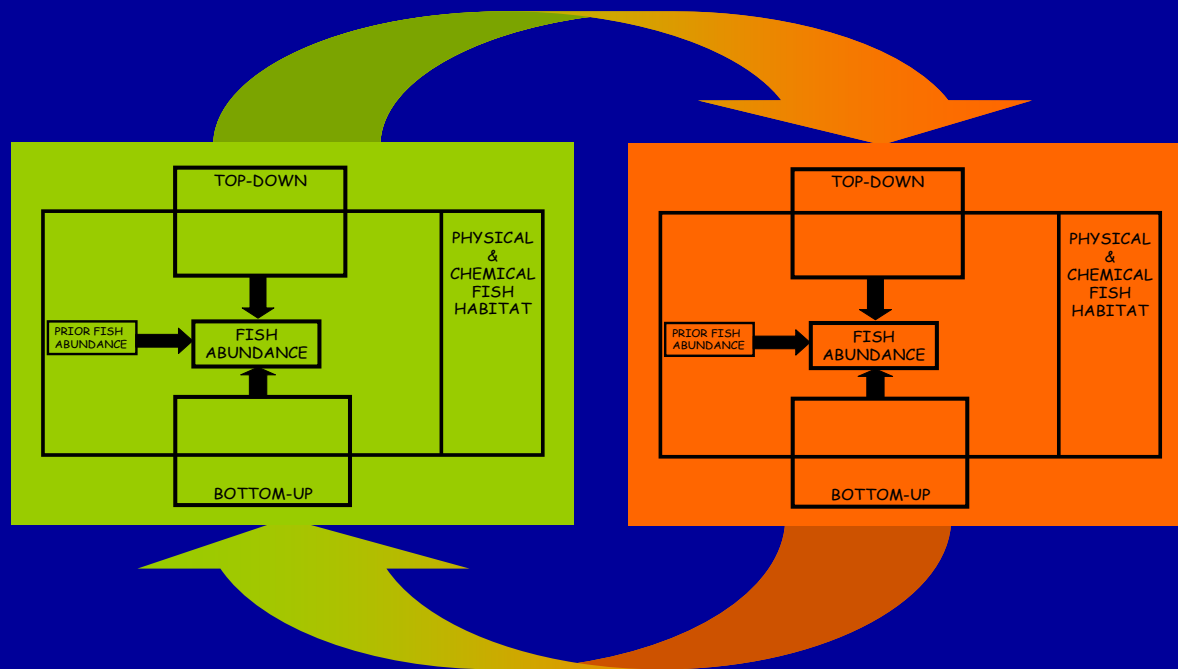 TOP-DOWN
PHYSICAL
&
CHEMICAL
FISH
HABITAT
PRIOR FISH
ABUNDANCE
FISH
ABUNDANCE
BOTTOM-UP
TOP-DOWN
PHYSICAL
&
CHEMICAL
FISH
HABITAT
PRIOR FISH
ABUNDANCE
FISH
ABUNDANCE
BOTTOM-UP